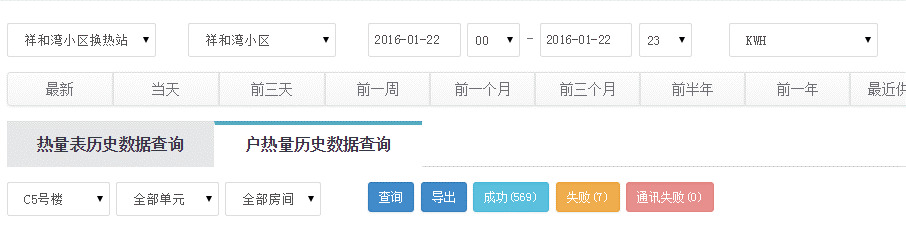 祥和湾小区换热站 祥和湾小区 2016-01-22 00 - 2016-01-22 23 KWH
最新 当天 前三天 前一周 前一个月 前三个月 前半年 前一年 最近供
热量表历史数据查询 户热量历史数据查询
C5号楼 全部单元 全部房间 查询 导出 成功(569) 失败(7) 通讯失败(0)